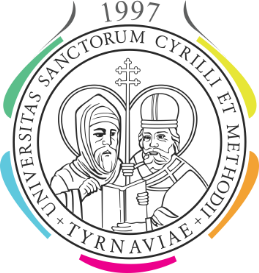 1997
UNIVERSITAS SANCTORUM CYRILLI ET METHODII
+ TYRNAVIAE +